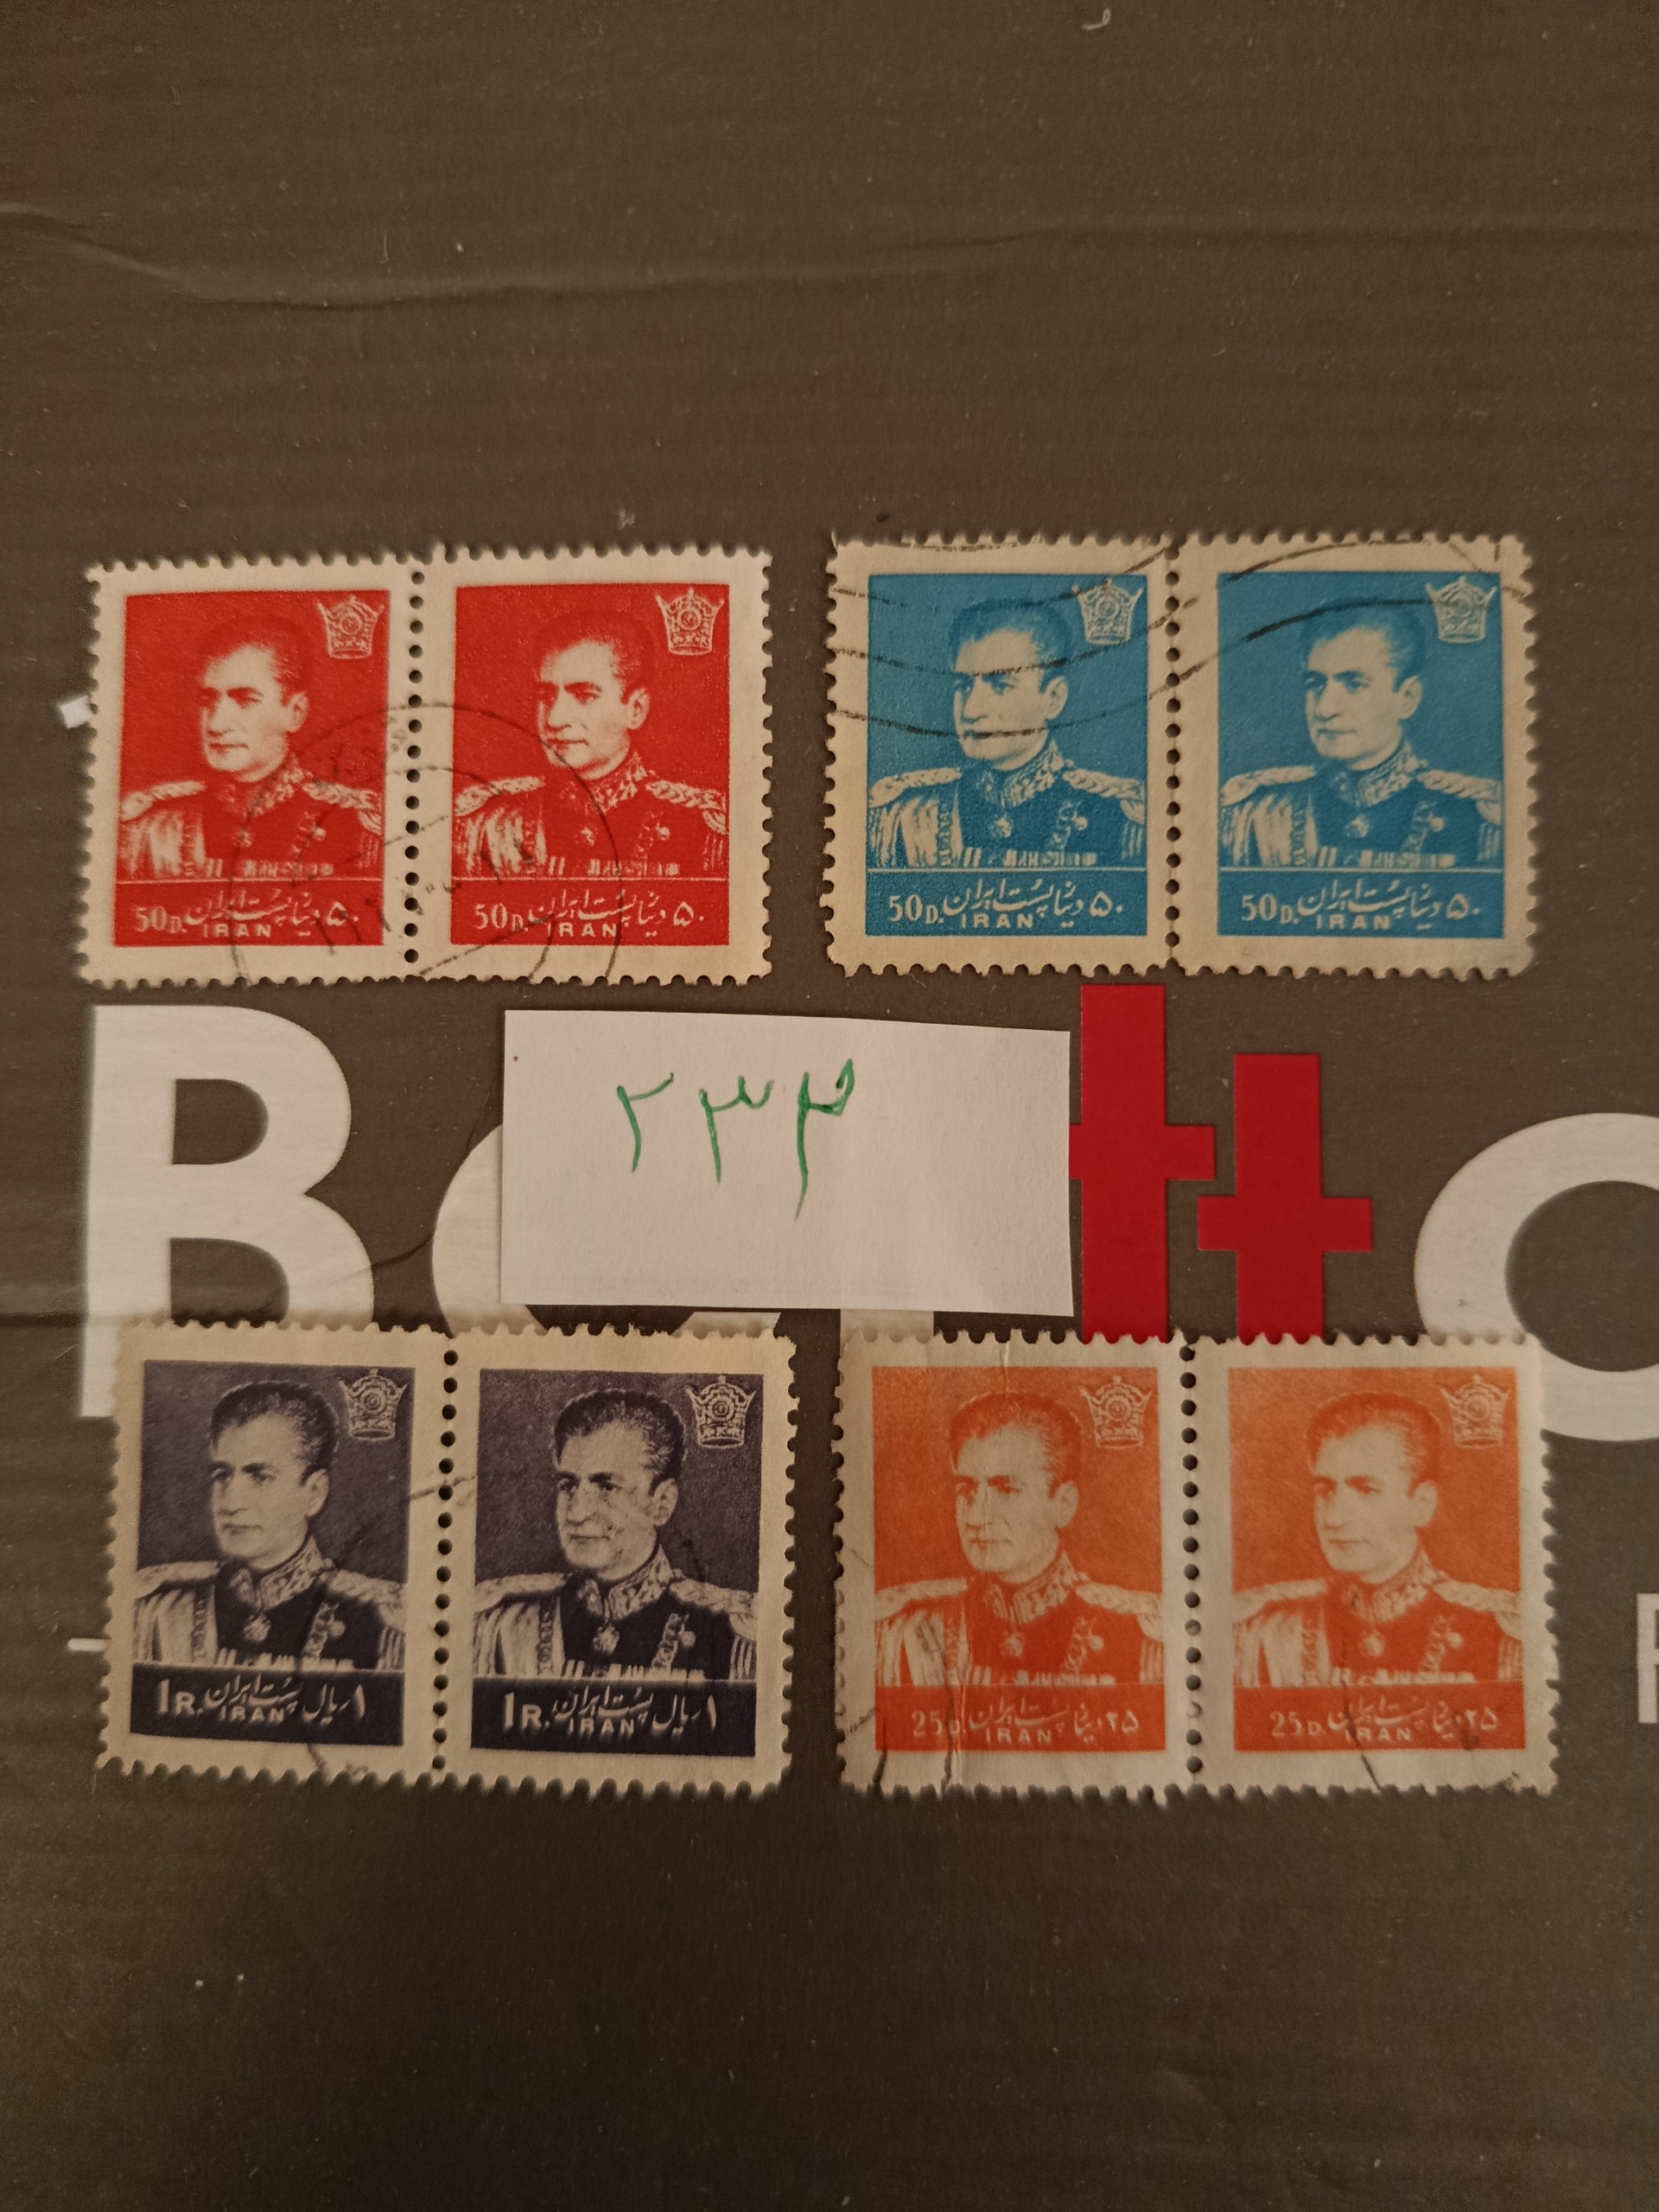 50D. پست ایران ۵۰ دینار
IRAN
50D. پست ایران ۵۰ دینار
IRAN
50D. پست ایران ۵۰ دینار
IRAN
50D. پست ایران ۵۰ دینار
IRAN
۲۳۴
B
tt
1R. پست ایران ۱ ریال
IRAN
1R. پست ایران ۱ ریال
IRAN
25D. پست ایران ۲۵ دینار
IRAN
25D. پست ایران ۲۵ دینار
IRAN